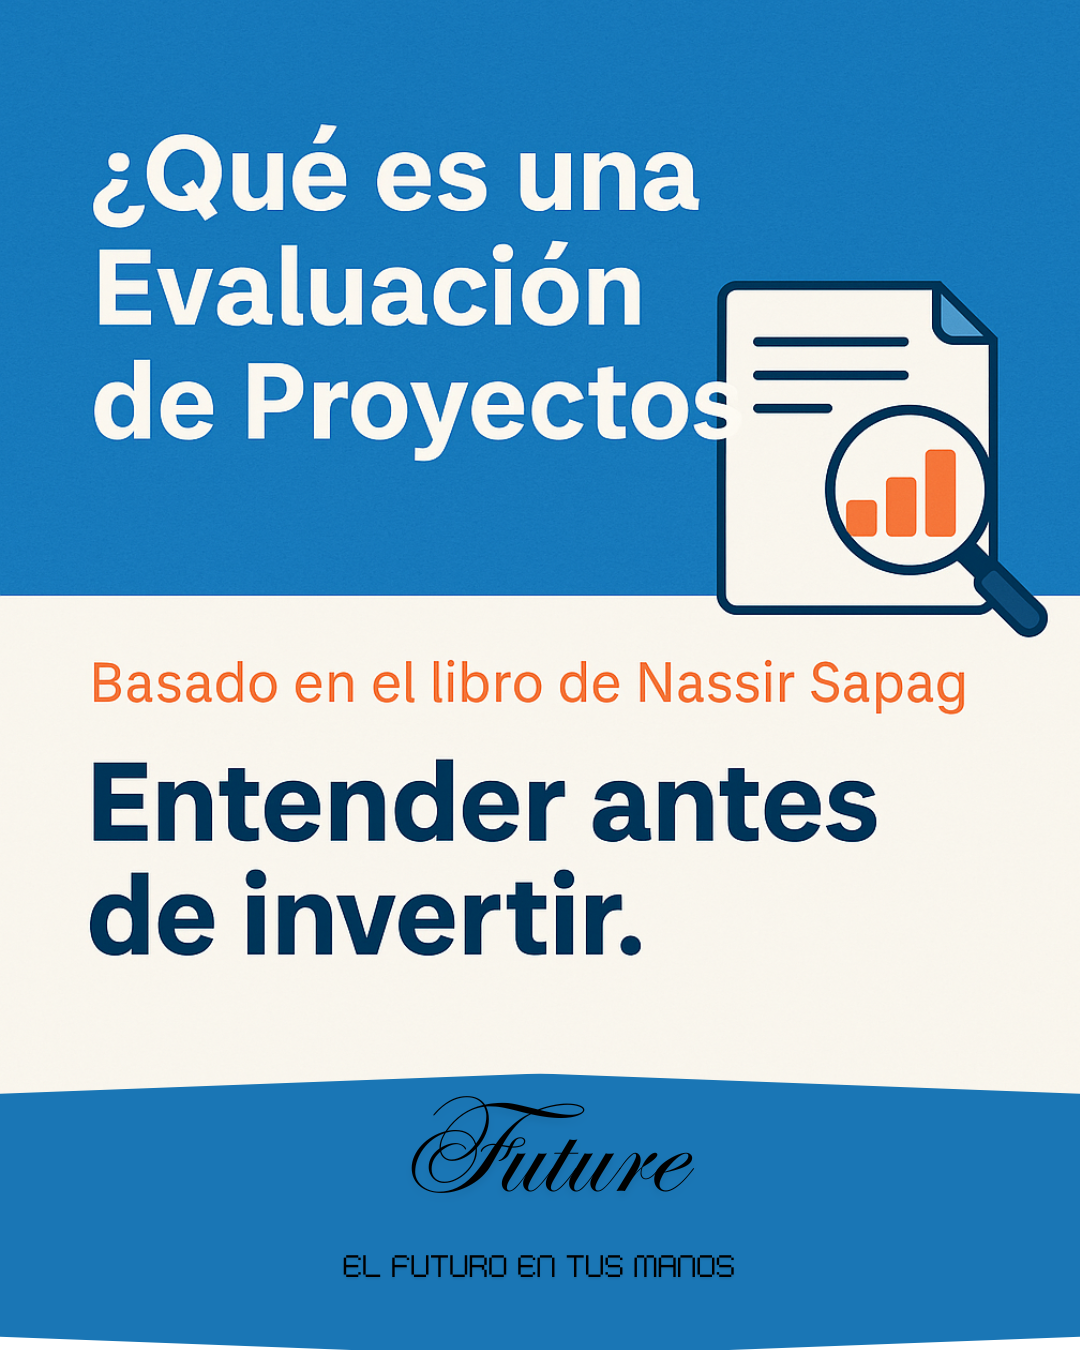 ¿Qué es una
Evaluación
de Proyectos
Basado en el libro de Nassir Sapag
Entender antes
de invertir.
Future
EL FUTURO EN TUS MANOS